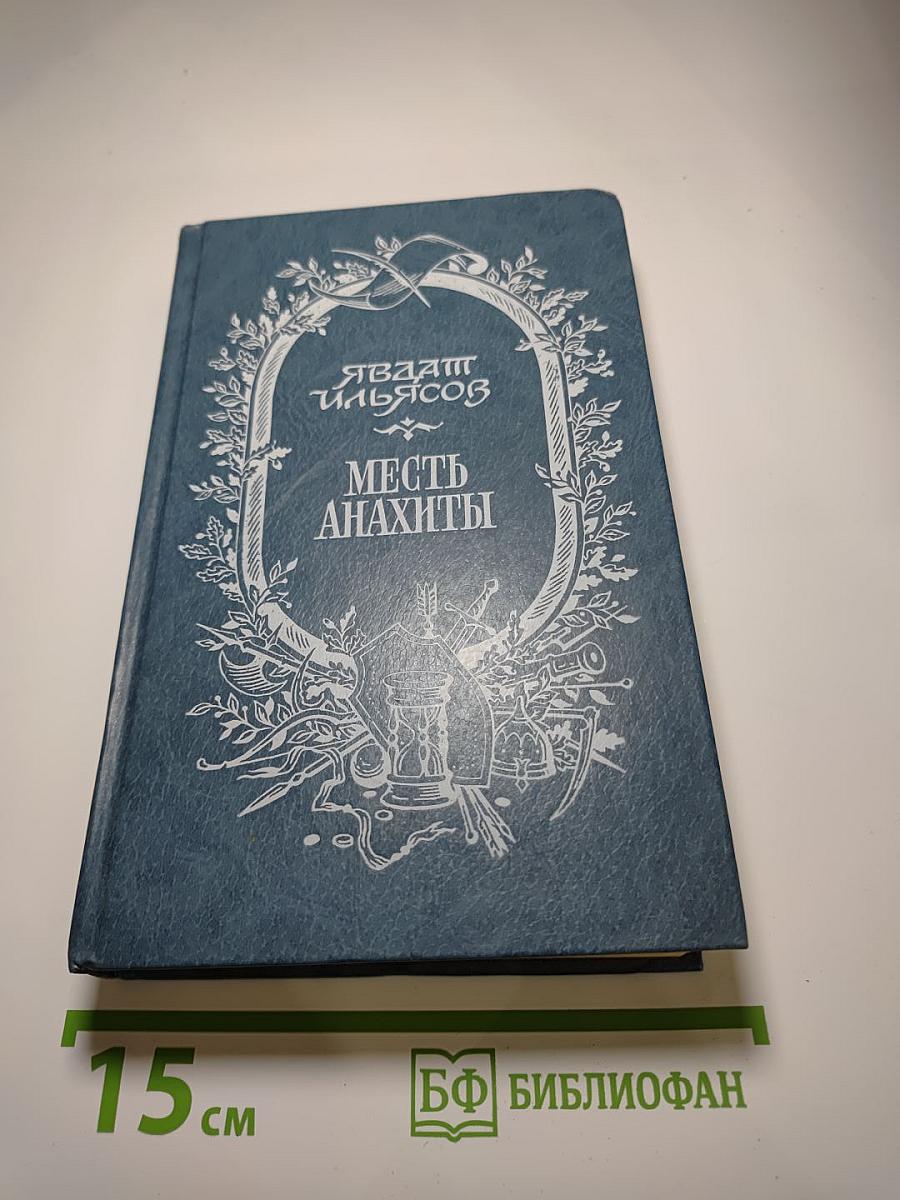 ЯВДАТ
ИЛЬЯСОВ
МЕСТЬ
АНАХИТЫ
15 см
БФ БИБЛИОФАН